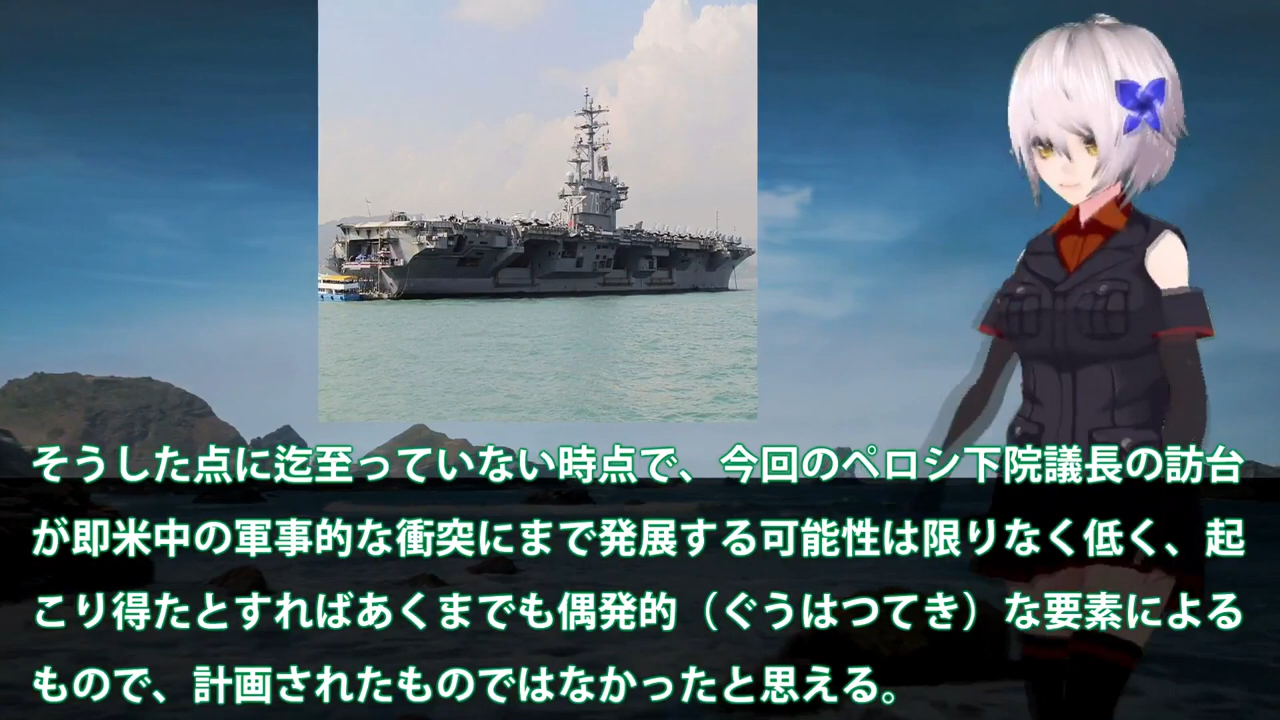 そうした点に迄至っていない時点で、今回のペロシ下院議長の訪台
が即米中の軍事的な衝突にまで発展する可能性は限りなく低く、起
こり得たとすればあくまでも偶発的（ぐうはつてき）な要素による
もので、計画されたものではなかったと思える。